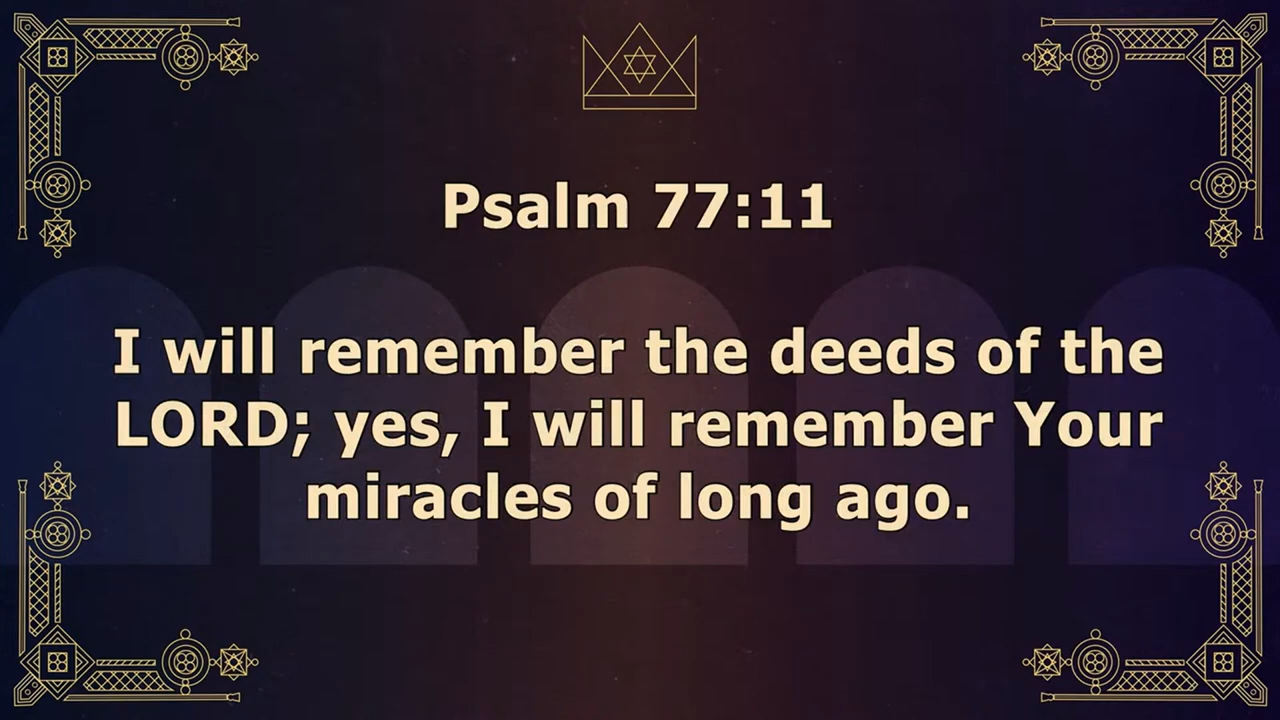 Psalm 77:11
I will remember the deeds of the
LORD; yes, I will remember Your
miracles of long ago.